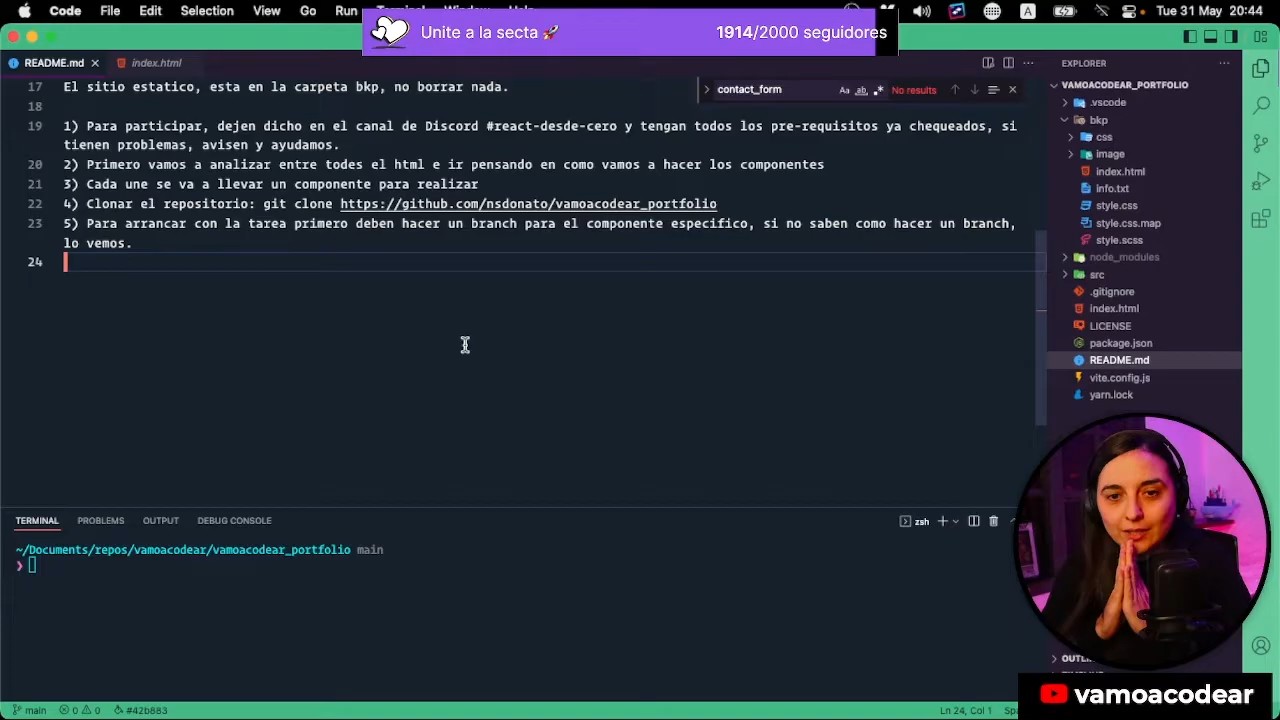 Code File Edit Selection View Go Run Terminal Window Help Tue 31 May 20:44
Unite a la secta 🚀 1914/2000 seguidores
README.md index.html
EXPLORER
contact_form Aa ab No results
VAMOACODEAR_PORTFOLIO
.vscode
bkp
css
image
index.html
info.txt
style.css
style.css.map
style.scss
node_modules
src
.gitignore
index.html
LICENSE
package.json
README.md
vite.config.js
yarn.lock
17 El sitio estatico, esta en la carpeta bkp, no borrar nada.
18
19 1) Para participar, dejen dicho en el canal de Discord #react-desde-cero y tengan todos los pre-requisitos ya chequeados, si
tienen problemas, avisen y ayudamos.
20 2) Primero vamos a analizar entre todes el html e ir pensando en como vamos a hacer los componentes
21 3) Cada une se va a llevar un componente para realizar
22 4) Clonar el repositorio: git clone https://github.com/nsdonato/vamoacodear_portfolio
23 5) Para arrancar con la tarea primero deben hacer un branch para el componente especifico, si no saben como hacer un branch,
lo vemos.
24
TERMINAL PROBLEMS OUTPUT DEBUG CONSOLE
zsh
~/Documents/repos/vamoacodear/vamoacodear_portfolio main
❯
vamoacodear
main 0 0 #42b883
Ln 24, Col 1